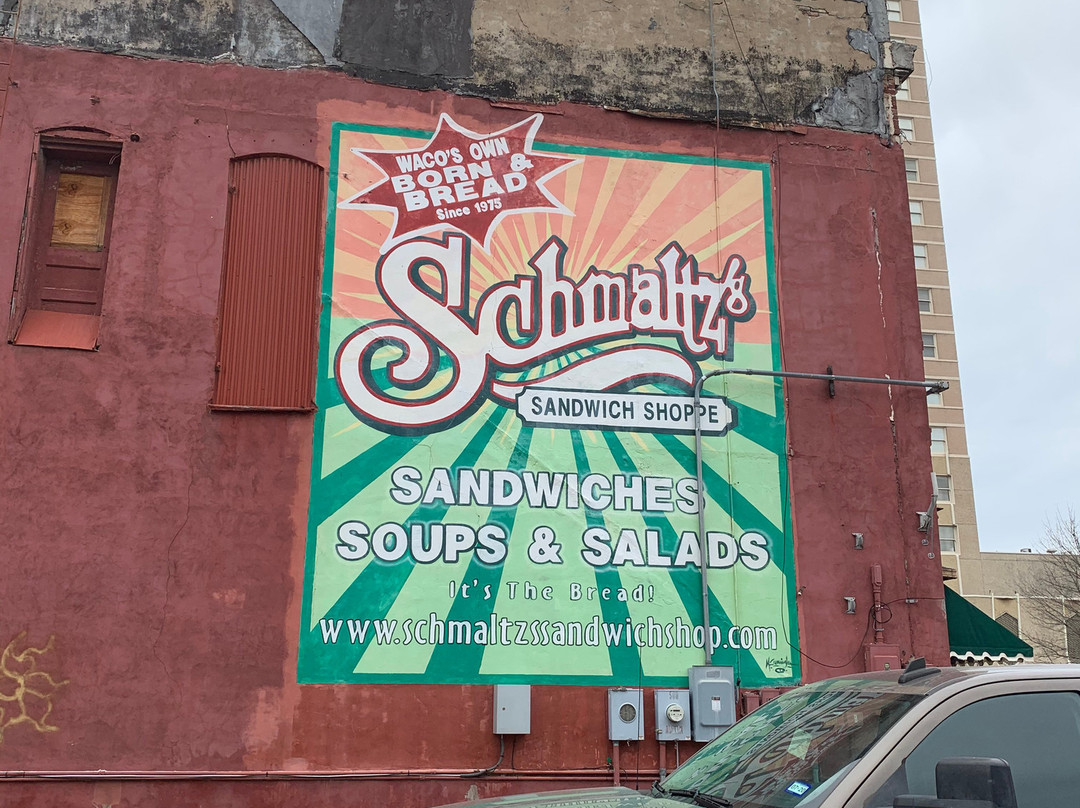 WACO'S OWN
BORN &
BREAD
Since 1975
Schmaltz's
SANDWICH SHOPPE
SANDWICHES
SOUPS & SALADS
It's The Bread!
www.schmaltzssandwichshop.com